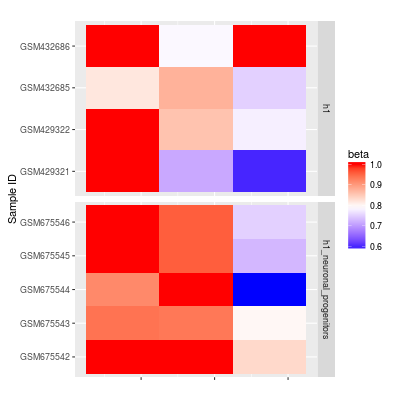 Sample ID
GSM432686
GSM432685
GSM429322
GSM429321
h1
GSM675546
GSM675545
GSM675544
GSM675543
GSM675542
h1_neuronal_progenitors
beta
1.0
0.9
0.8
0.7
0.6